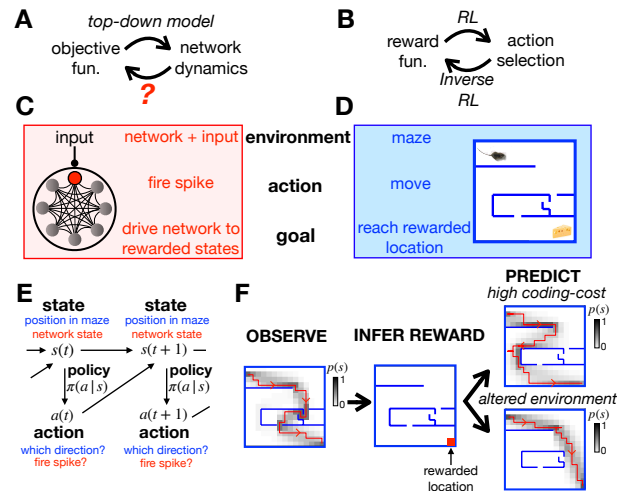 A
top-down model
objective
fun.
network
dynamics
?
B
RL
reward
fun.
action
selection
Inverse
RL
C
input
network + input
fire spike
drive network to
rewarded states
environment
action
goal
D
maze
move
reach rewarded
location
E
state
position in maze
network state
s(t)
policy
π(a|s)
a(t)
action
which direction?
fire spike?
state
position in maze
network state
s(t + 1)
policy
π(a|s)
a(t + 1)
action
which direction?
fire spike?
F
OBSERVE
p(s)
1
0
INFER REWARD
rewarded
location
PREDICT
high coding-cost
p(s)
1
0
altered environment
p(s)
1
0